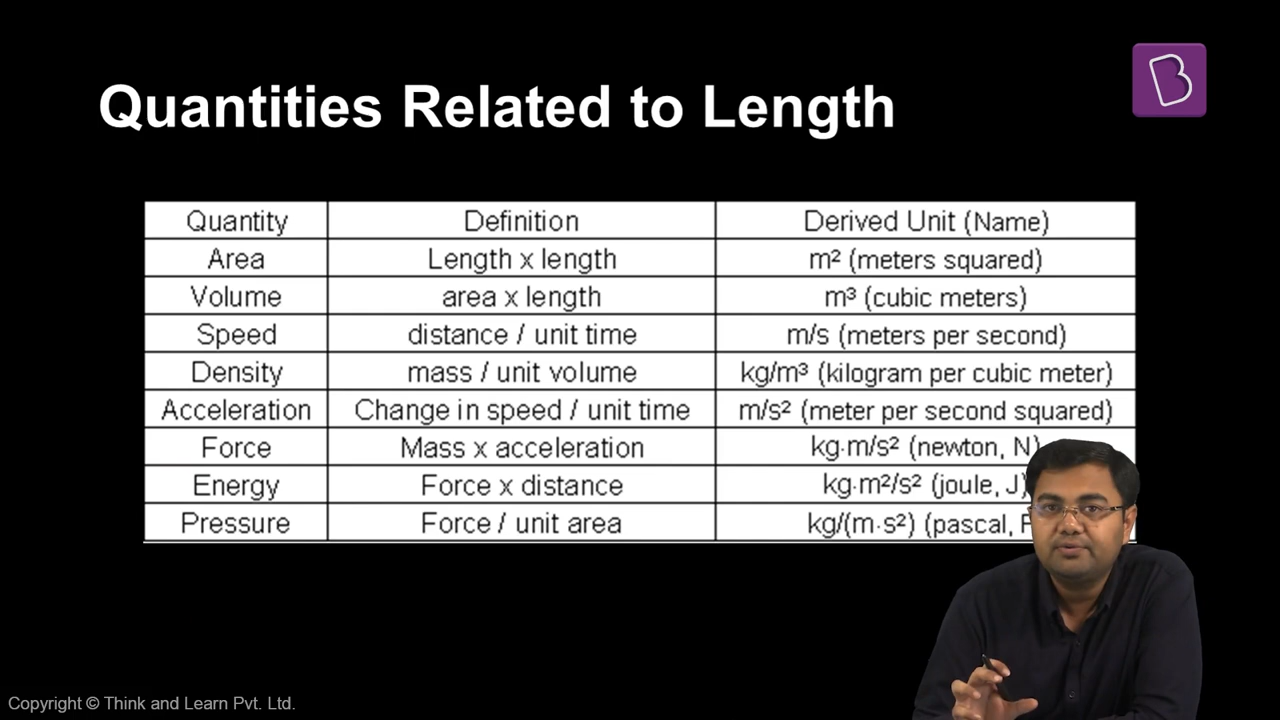 Quantities Related to Length
Quantity Definition Derived Unit (Name)
Area Length x length m² (meters squared)
Volume area x length m³ (cubic meters)
Speed distance / unit time m/s (meters per second)
Density mass / unit volume kg/m³ (kilogram per cubic meter)
Acceleration Change in speed / unit time m/s² (meter per second squared)
Force Mass x acceleration kg·m/s² (newton, N)
Energy Force x distance kg·m²/s² (joule, J)
Pressure Force / unit area kg/(m·s²) (pascal,
Copyright © Think and Learn Pvt. Ltd.